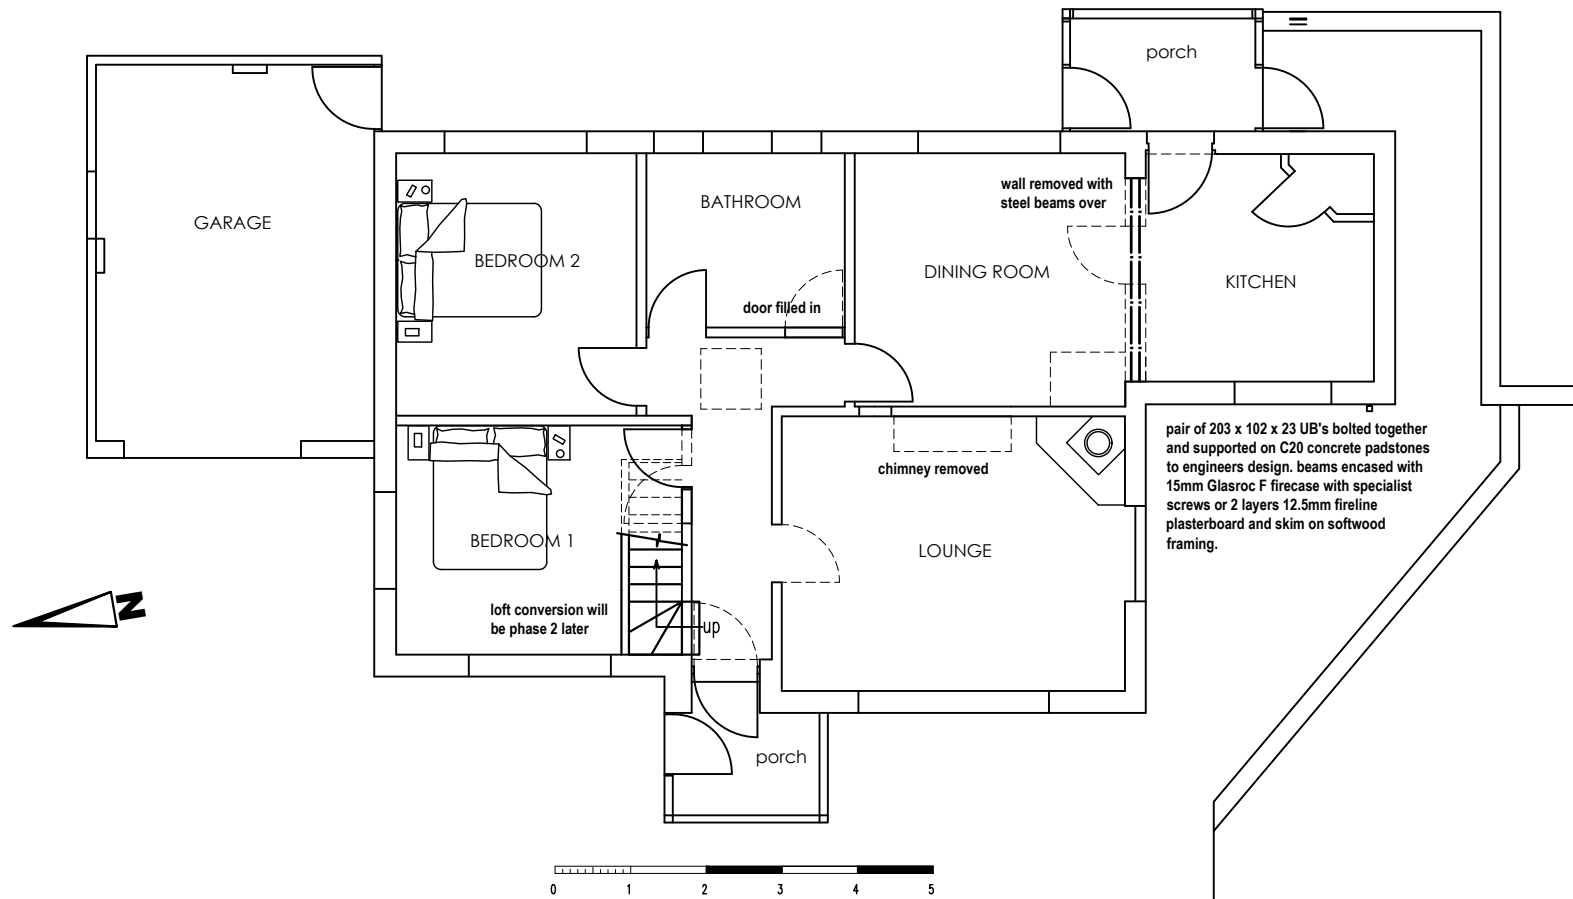 porch
GARAGE
BATHROOM
wall removed with
steel beams over
BEDROOM 2
DINING ROOM
KITCHEN
door filled in
pair of 203 x 102 x 23 UB's bolted together
and supported on C20 concrete padstones
to engineers design. beams encased with
15mm Glasroc F firecase with specialist
screws or 2 layers 12.5mm fireline
plasterboard and skim on softwood
framing.
chimney removed
BEDROOM 1
LOUNGE
loft conversion will
be phase 2 later
up
N
porch
0 1 2 3 4 5